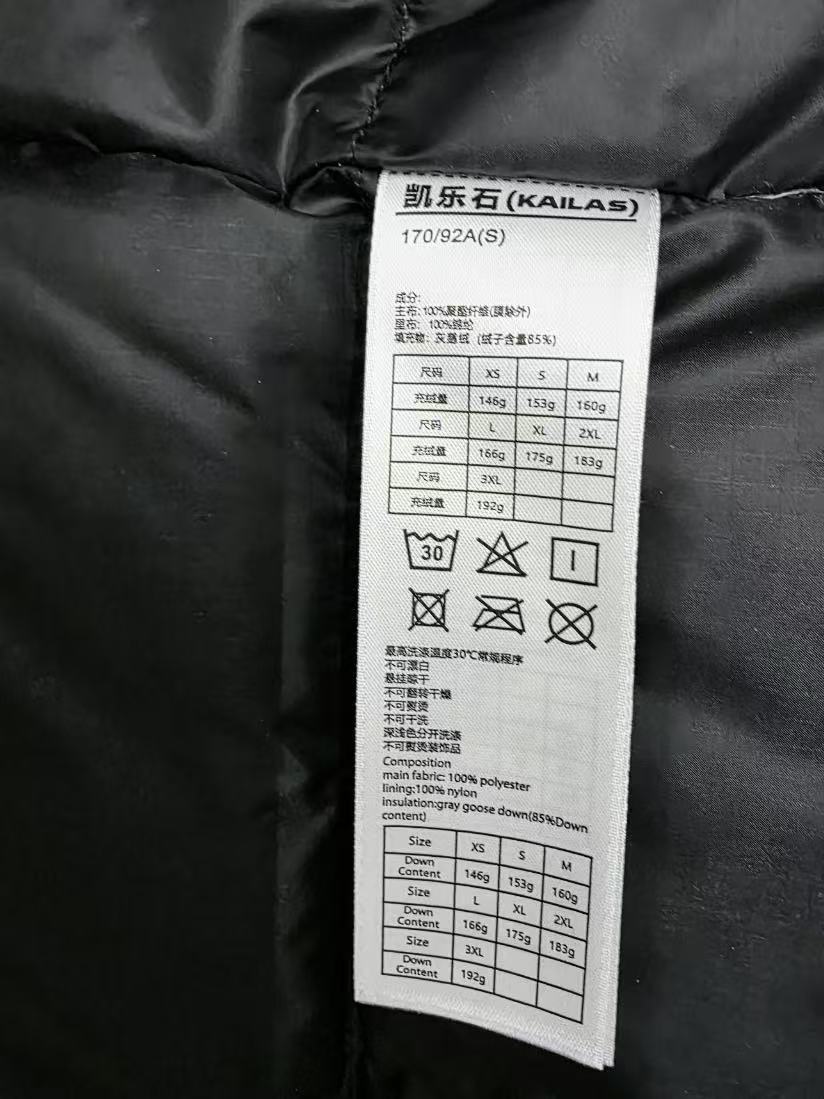 凯乐石(KAILAS)
170/92A(S)
成分:
主布:100%聚酯纤维(膜除外)
里布: 100%锦纶
填充物: 灰鹅绒 (绒子含量85%)
尺码 XS S M
充绒量 146g 153g 160g
尺码 L XL 2XL
充绒量 166g 175g 183g
尺码 3XL
充绒量 192g
30
最高洗涤温度30℃常规程序
不可漂白
悬挂晾干
不可翻转干燥
不可熨烫
不可干洗
深浅色分开洗涤
不可熨烫装饰品
Composition
main fabric: 100% polyester
lining:100% nylon
insulation:gray goose down(85%Down
content)
Size XS S M
Down
Content 146g 153g 160g
Size L XL 2XL
Down
Content 166g 175g 183g
Size 3XL
Down
Content 192g